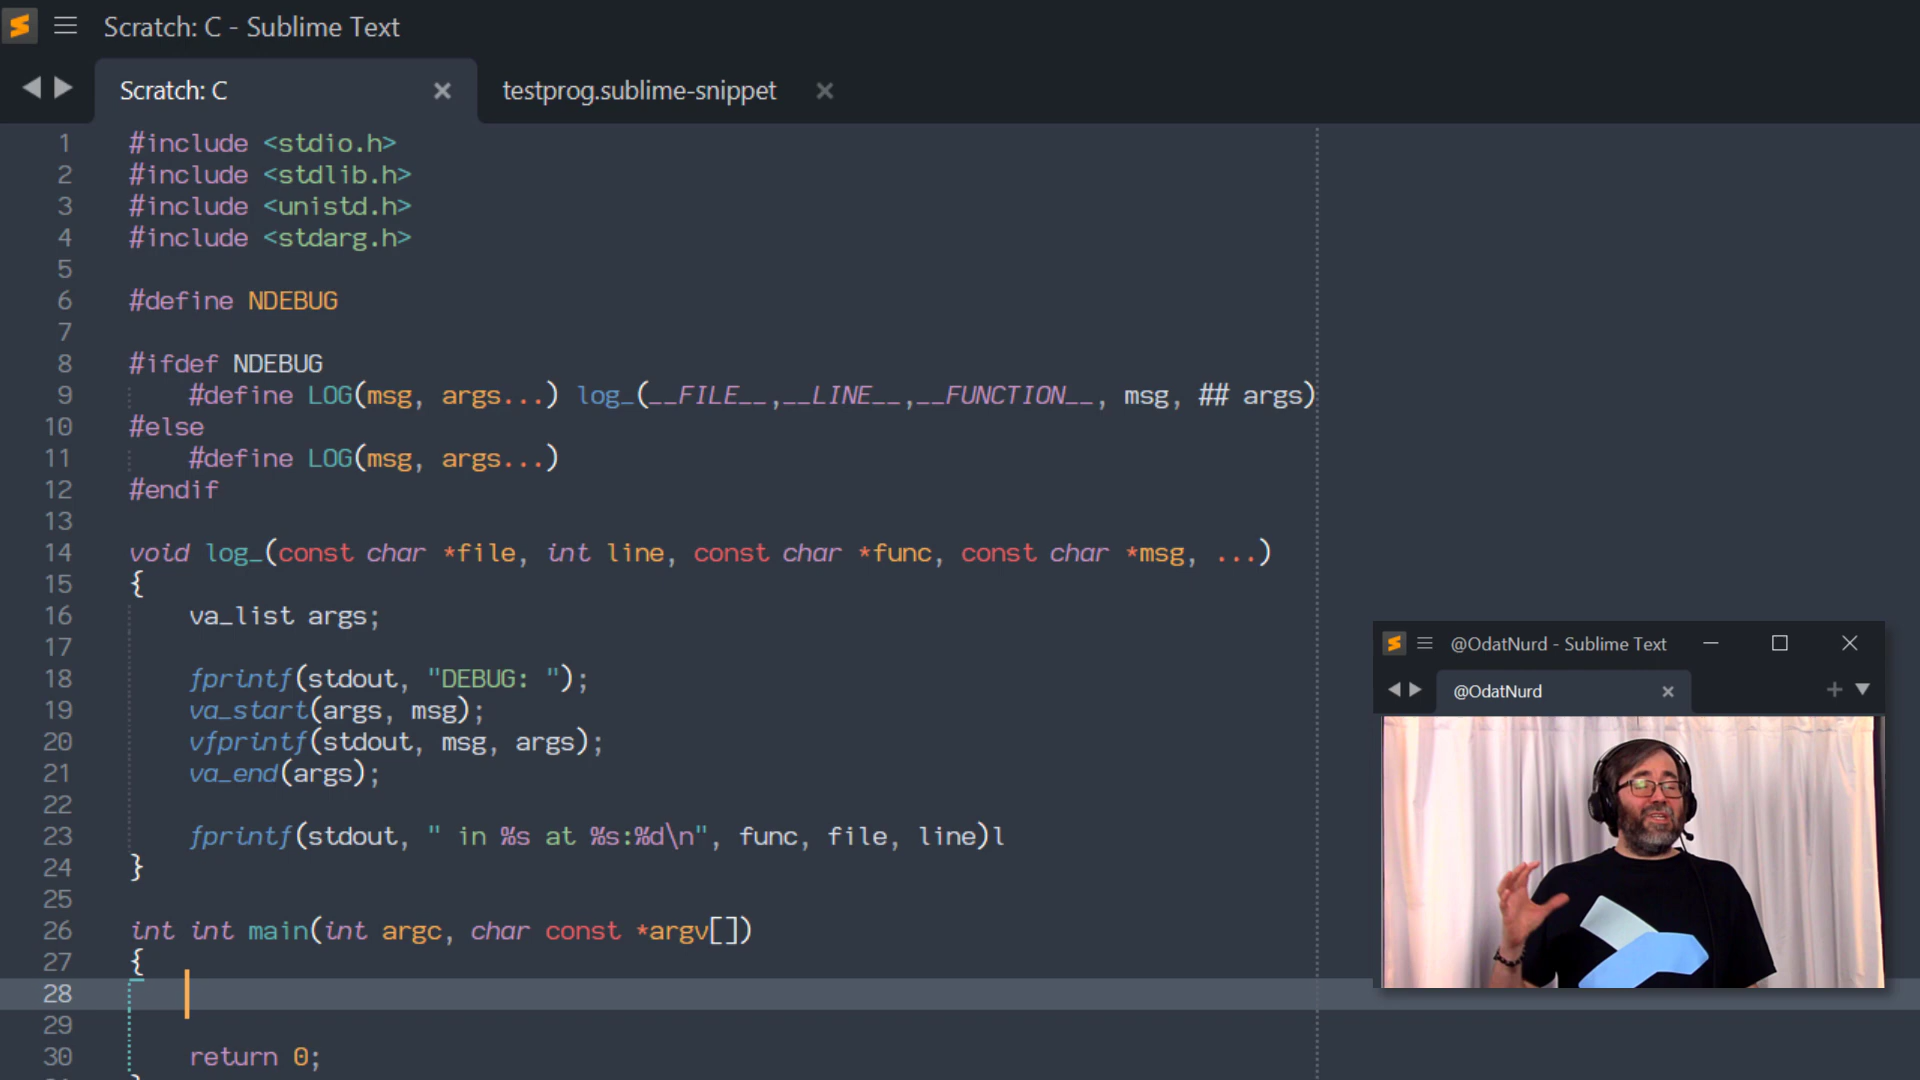 Scratch: C - Sublime Text
Scratch: C
testprog.sublime-snippet
1 #include <stdio.h>
2 #include <stdlib.h>
3 #include <unistd.h>
4 #include <stdarg.h>
5
6 #define NDEBUG
7
8 #ifdef NDEBUG
9     #define LOG(msg, args...) log_(__FILE__,__LINE__,__FUNCTION__, msg, ## args)
10 #else
11     #define LOG(msg, args...)
12 #endif
13
14 void log_(const char *file, int line, const char *func, const char *msg, ...)
15 {
16     va_list args;
17
18     fprintf(stdout, "DEBUG: ");
19     va_start(args, msg);
20     vfprintf(stdout, msg, args);
21     va_end(args);
22
23     fprintf(stdout, " in %s at %s:%d\n", func, file, line)l
24 }
25
26 int int main(int argc, char const *argv[])
27 {
28
29
30     return 0;
@OdatNurd - Sublime Text
@OdatNurd